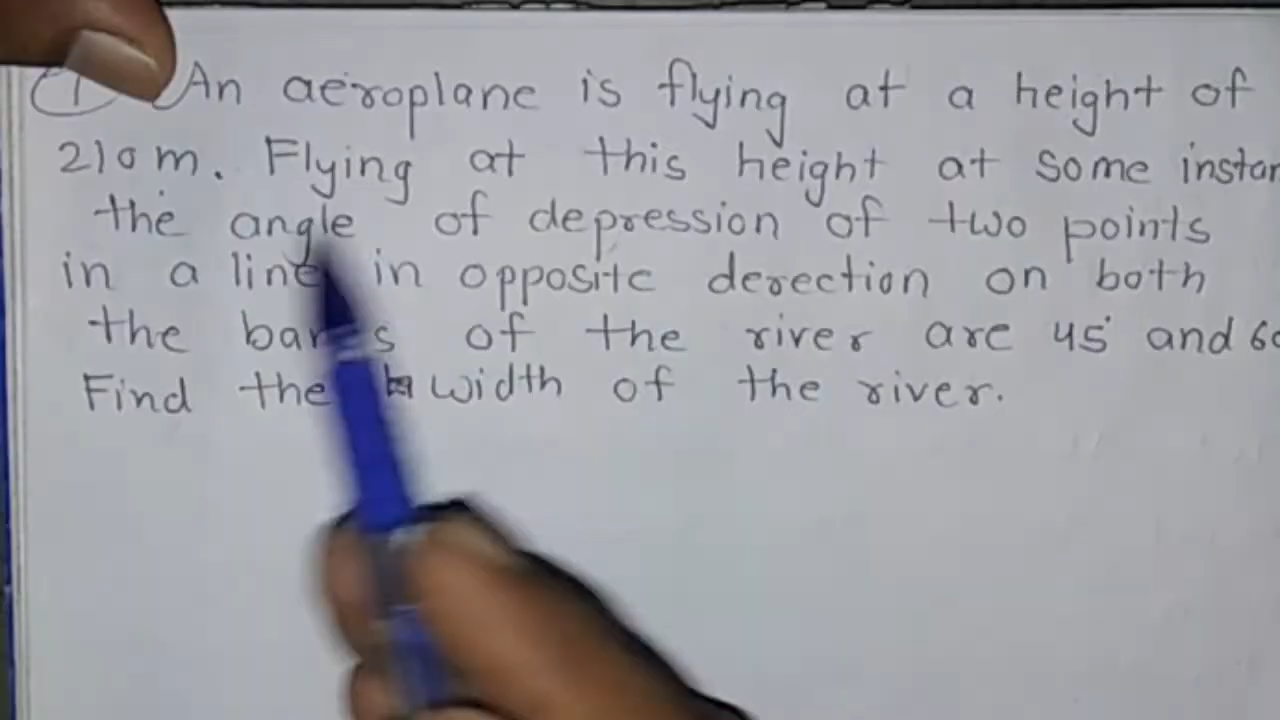 ① An aeroplane is flying at a height of
210 m. Flying at this height at some instan
the angle of depression of two points
in a line in opposite derection on both
the of the river are 45° and 60
Find the width of the river.